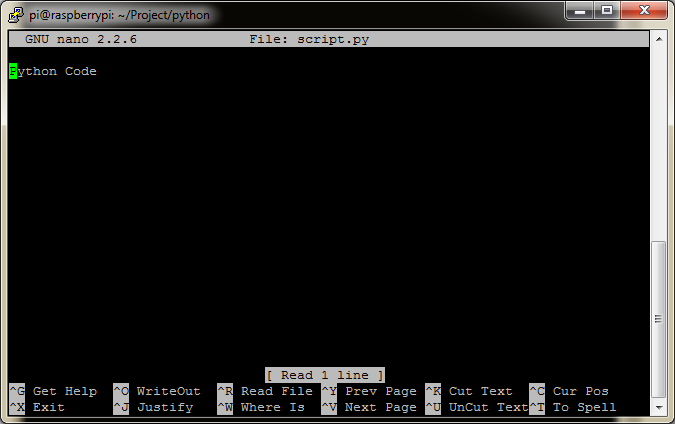 pi@raspberrypi: ~/Project/python
GNU nano 2.2.6 File: script.py
Python Code
[ Read 1 line ]
^G Get Help ^O WriteOut ^R Read File ^Y Prev Page ^K Cut Text ^C Cur Pos
^X Exit ^J Justify ^W Where Is ^V Next Page ^U UnCut Text^T To Spell